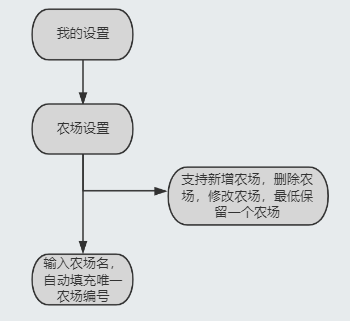 我的设置
农场设置
支持新增农场，删除农
场，修改农场，最低保
留一个农场
输入农场名，
自动填充唯一
农场编号